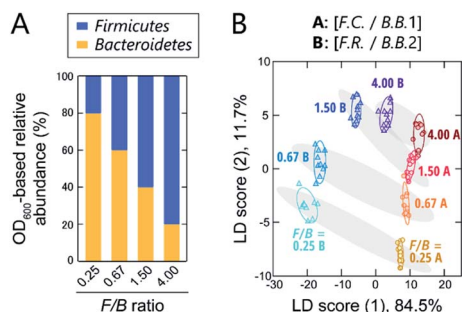 A
Firmicutes
Bacteroidetes
OD600-based relative
abundance (%)
100
80
60
40
20
0
0.25
0.67
1.50
4.00
F/B ratio
B
A: [F.C. / B.B.1]
B: [F.R. / B.B.2]
LD score (2), 11.7%
10
5
0
-5
-10
1.50 B
4.00 B
4.00 A
0.67 B
1.50 A
0.67 A
F/B =
0.25 B
F/B =
0.25 A
-30
-20
-10
0
10
20
LD score (1), 84.5%